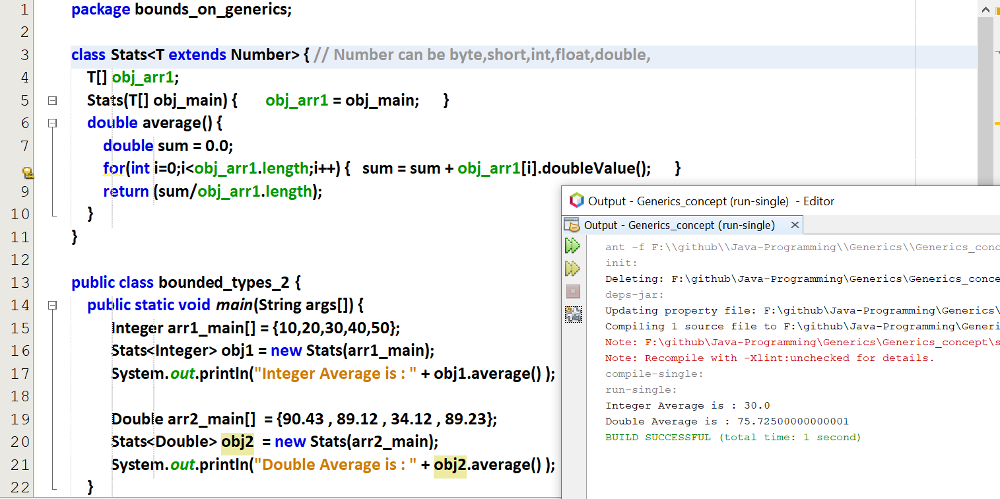 1 package bounds_on_generics;
2
3 class Stats<T extends Number> { // Number can be byte,short,int,float,double,
4 T[] obj_arr1;
5 Stats(T[] obj_main) { obj_arr1 = obj_main; }
6 double average() {
7 double sum = 0.0;
for(int i=0;i<obj_arr1.length;i++) { sum = sum + obj_arr1[i].doubleValue(); }
9 return (sum/obj_arr1.length);
10 }
11 }
12
13 public class bounded_types_2 {
14 public static void main(String args[]) {
15 Integer arr1_main[] = {10,20,30,40,50};
16 Stats<Integer> obj1 = new Stats(arr1_main);
17 System.out.println("Integer Average is : " + obj1.average() );
18
19 Double arr2_main[] = {90.43 , 89.12 , 34.12 , 89.23};
20 Stats<Double> obj2 = new Stats(arr2_main);
21 System.out.println("Double Average is : " + obj2.average() );
22 }
Output - Generics_concept (run-single) - Editor
Output - Generics_concept (run-single)
ant -f F:\\github\\Java-Programming\\Generics\\Generics_conc
init:
Deleting: F:\github\Java-Programming\Generics\Generics_conce
deps-jar:
Updating property file: F:\github\Java-Programming\Generics\
Compiling 1 source file to F:\github\Java-Programming\Generi
Note: F:\github\Java-Programming\Generics\Generics_concept\s
Note: Recompile with -Xlint:unchecked for details.
compile-single:
run-single:
Integer Average is : 30.0
Double Average is : 75.72500000000001
BUILD SUCCESSFUL (total time: 1 second)